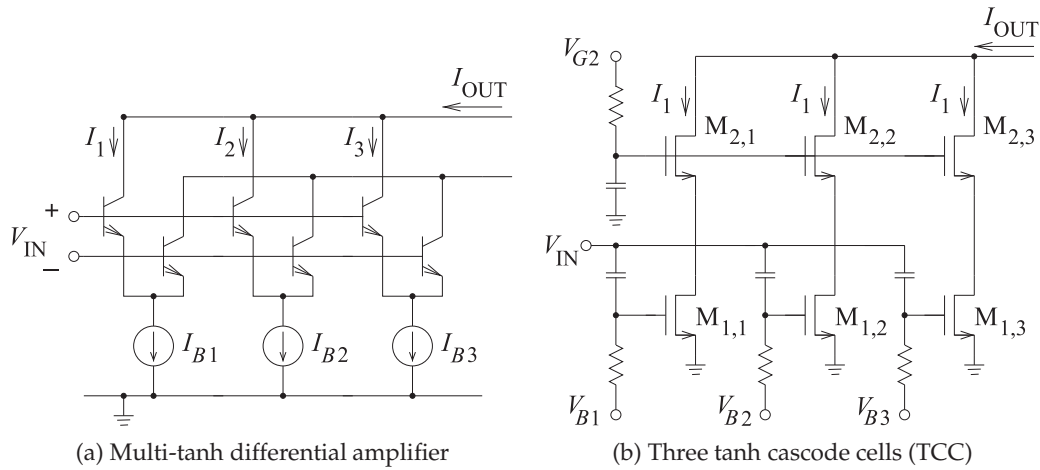 I_OUT
I_1
I_2
I_3
+
V_IN
−
I_B1
I_B2
I_B3
(a) Multi-tanh differential amplifier
I_OUT
V_G2
I_1
I_1
I_1
M_2,1
M_2,2
M_2,3
V_IN
M_1,1
M_1,2
M_1,3
V_B1
V_B2
V_B3
(b) Three tanh cascode cells (TCC)